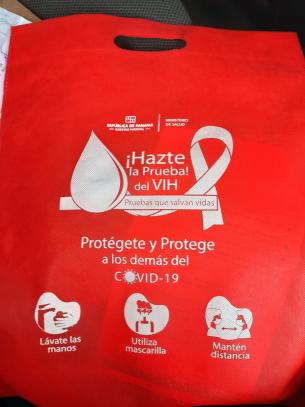 REPÚBLICA DE PANAMÁ
GOBIERNO NACIONAL
MINISTERIO
DE SALUD
¡Hazte
la Prueba!
del VIH
Pruebas que salvan vidas
Protégete y Protege
a los demás del
COVID-19
Lávate las
manos
Utiliza
mascarilla
Mantén
distancia